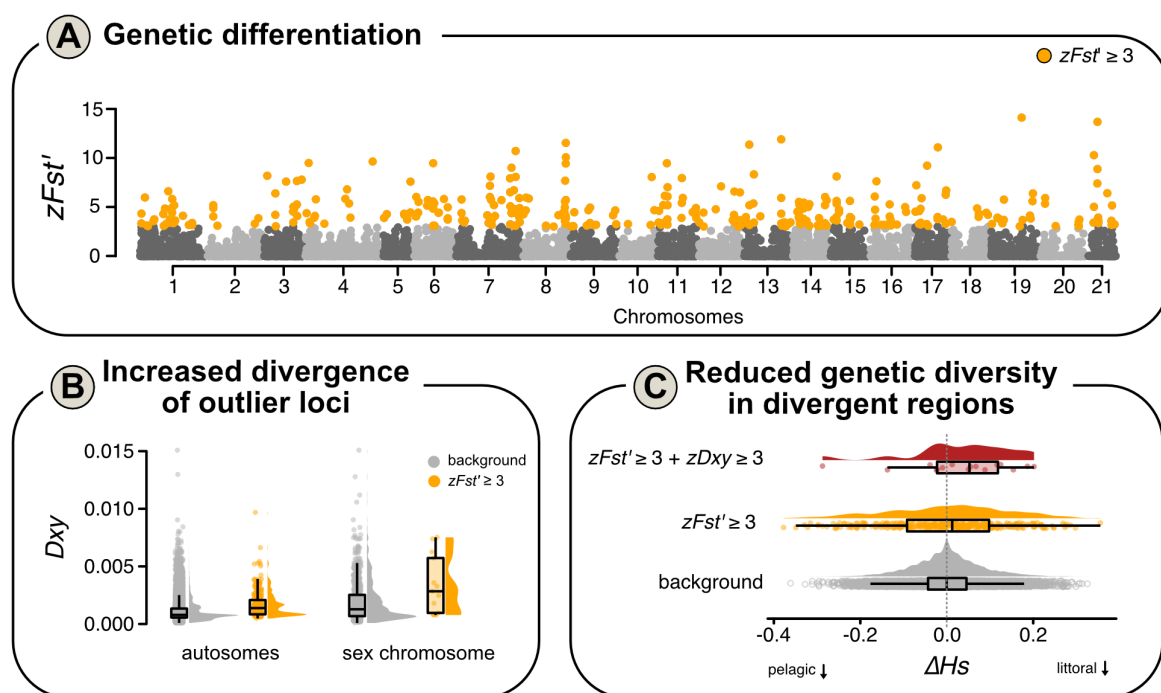 A Genetic differentiation
zFst' ≥ 3
15
10
5
0
zFst'
1 2 3 4 5 6 7 8 9 10 11 12 13 14 15 16 17 18 19 20 21
Chromosomes
B Increased divergence
of outlier loci
background
zFst' ≥ 3
0.015
0.010
0.005
0.000
Dxy
autosomes sex chromosome
C Reduced genetic diversity
in divergent regions
zFst' ≥ 3 + zDxy ≥ 3
zFst' ≥ 3
background
-0.4 -0.2 0.0 0.2
pelagic ↓ ΔHs littoral ↓